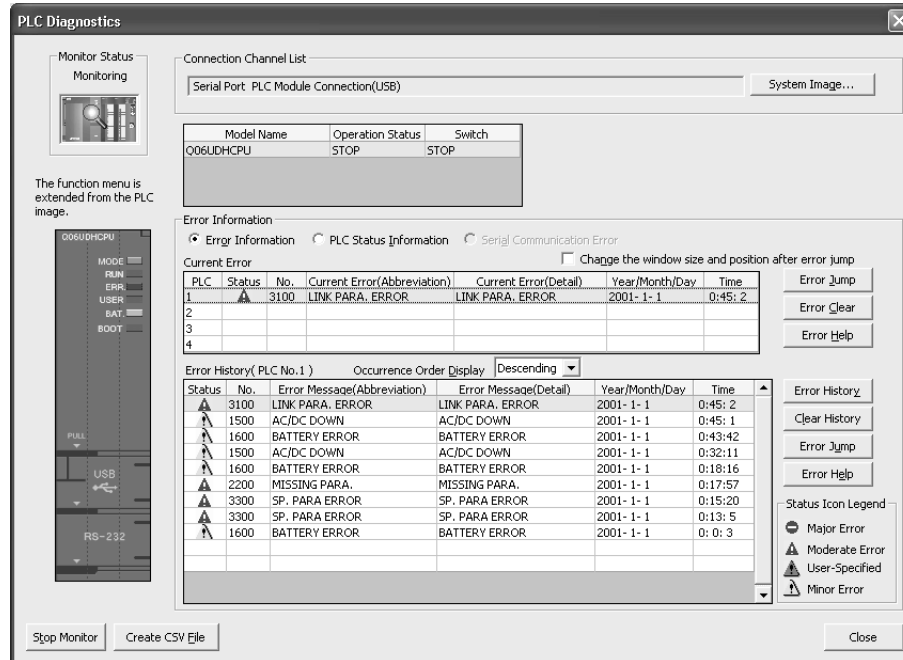 PLC Diagnostics
Monitor Status
Monitoring
The function menu is
extended from the PLC
image.
Q06UDHCPU
MODE
RUN
ERR.
USER
BAT.
BOOT
PULL
USB
RS-232
Connection Channel List
Serial Port PLC Module Connection(USB)
System Image...
Model Name Operation Status Switch
Q06UDHCPU STOP STOP
Error Information
Error Information PLC Status Information Serial Communication Error
Current Error Change the window size and position after error jump
PLC Status No. Current Error(Abbreviation) Current Error(Detail) Year/Month/Day Time
1 3100 LINK PARA. ERROR LINK PARA. ERROR 2001- 1- 1 0:45: 2
2
3
4
Error Jump
Error Clear
Error Help
Error History( PLC No.1 ) Occurrence Order Display Descending
Status No. Error Message(Abbreviation) Error Message(Detail) Year/Month/Day Time
3100 LINK PARA. ERROR LINK PARA. ERROR 2001- 1- 1 0:45: 2
1500 AC/DC DOWN AC/DC DOWN 2001- 1- 1 0:45: 1
1600 BATTERY ERROR BATTERY ERROR 2001- 1- 1 0:43:42
1500 AC/DC DOWN AC/DC DOWN 2001- 1- 1 0:32:11
1600 BATTERY ERROR BATTERY ERROR 2001- 1- 1 0:18:16
2200 MISSING PARA. MISSING PARA. 2001- 1- 1 0:17:57
3300 SP. PARA ERROR SP. PARA ERROR 2001- 1- 1 0:15:20
3300 SP. PARA ERROR SP. PARA ERROR 2001- 1- 1 0:13: 5
1600 BATTERY ERROR BATTERY ERROR 2001- 1- 1 0: 0: 3
Error History
Clear History
Error Jump
Error Help
Status Icon Legend
Major Error
Moderate Error
User-Specified
Minor Error
Stop Monitor
Create CSV File
Close